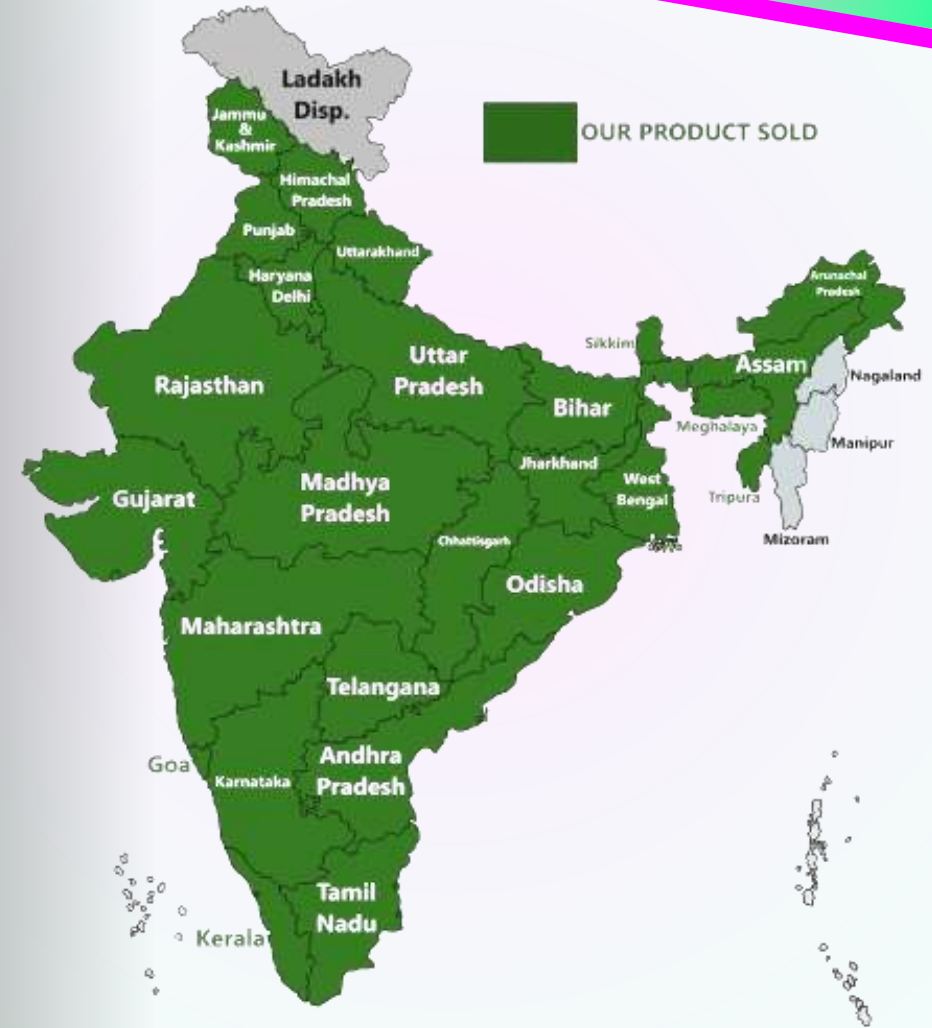 Ladakh
Disp.
Jammu
&
Kashmir
OUR PRODUCT SOLD
Himachal
Pradesh
Punjab
Uttarakhand
Haryana
Delhi
Arunachal
Pradesh
Sikkim
Uttar
Pradesh
Assam
Nagaland
Rajasthan
Bihar
Meghalaya
Manipur
Jharkhand
Madhya
Pradesh
West
Bengal
Gujarat
Tripura
Chhattisgarh
Mizoram
Odisha
Maharashtra
Telangana
Goa
Andhra
Pradesh
Karnataka
Tamil
Nadu
Kerala